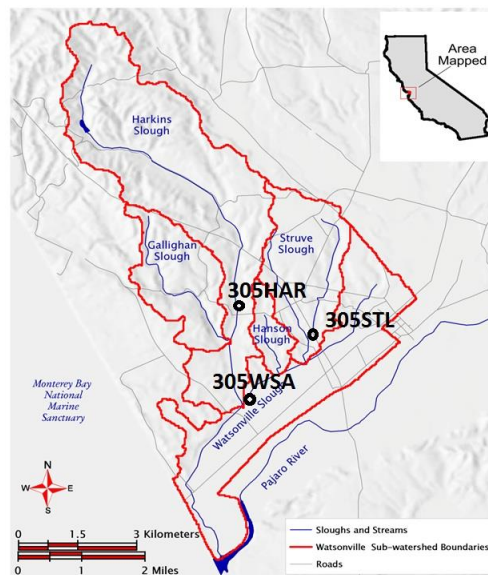 Area
Mapped
Harkins
Slough
Gallighan
Slough
Struve
Slough
305HAR
305STL
Hanson
Slough
305WSA
Watsonville Slough
Monterey Bay
National
Marine
Sanctuary
Pajaro River
N
W
E
S
0 1.5 3 Kilometers
0 1 2 Miles
Sloughs and Streams
Watsonville Sub-watershed Boundaries
Roads